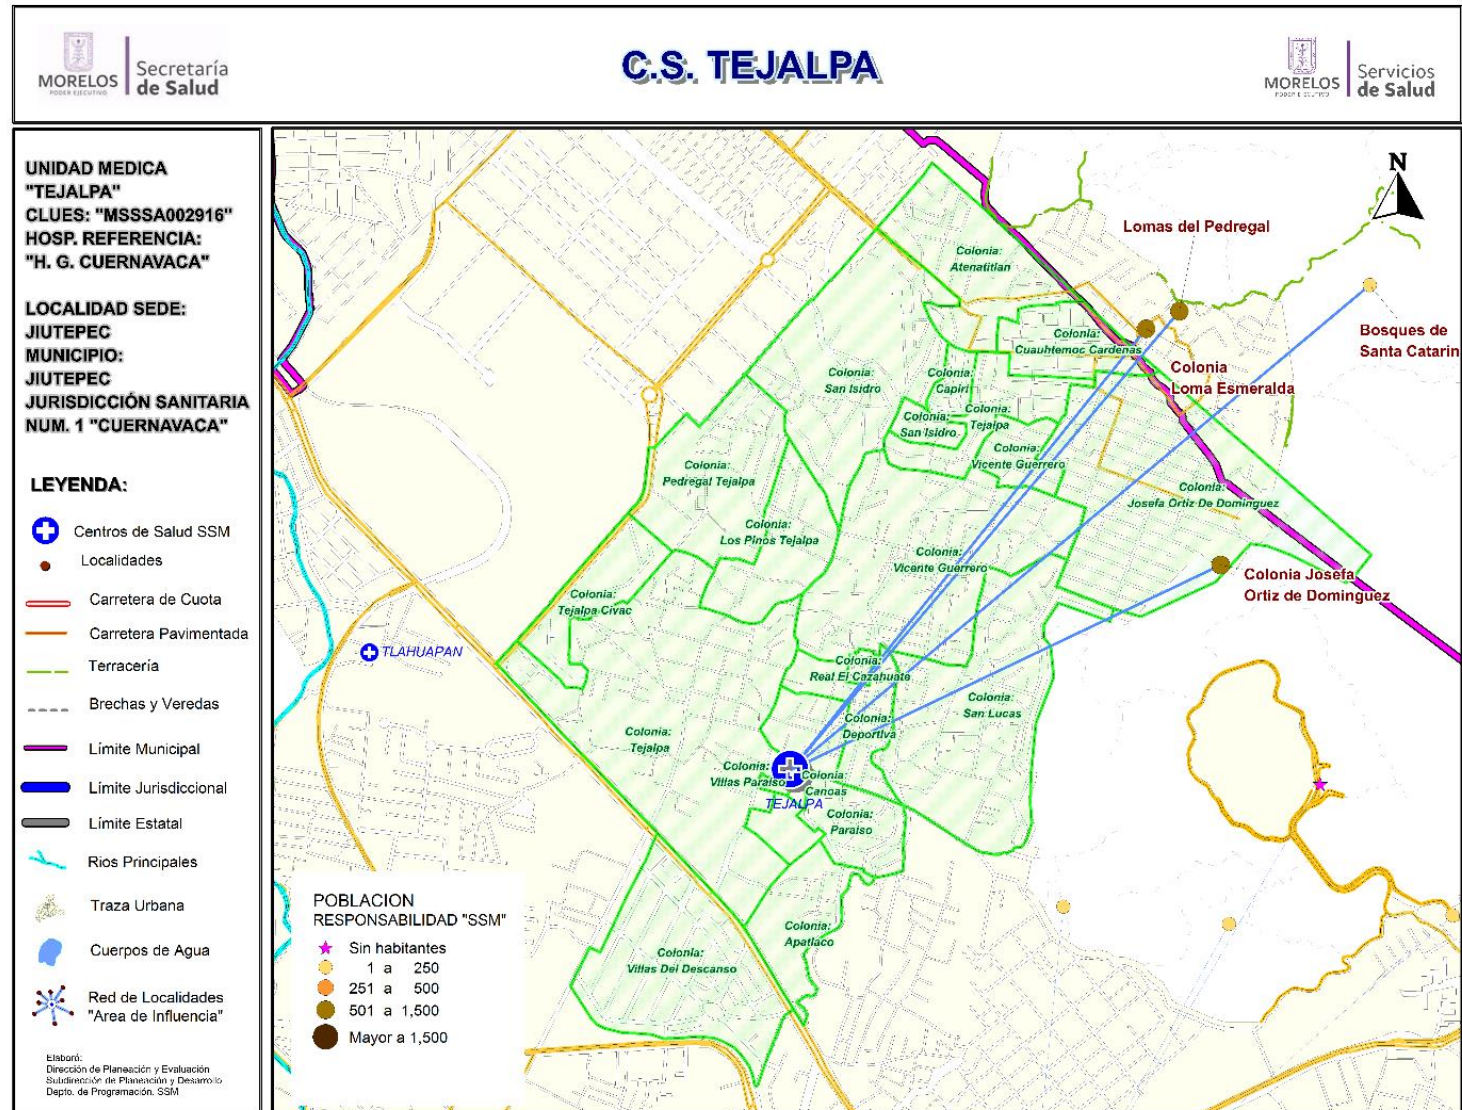 MORELOS
PODER EJECUTIVO
Secretaría
de Salud
C.S. TEJALPA
MORELOS
PODER EJECUTIVO
Servicios
de Salud
UNIDAD MEDICA
"TEJALPA"
CLUES: "MSSSA002916"
HOSP. REFERENCIA:
"H. G. CUERNAVACA"
LOCALIDAD SEDE:
JIUTEPEC
MUNICIPIO:
JIUTEPEC
JURISDICCIÓN SANITARIA
NUM. 1 "CUERNAVACA"
LEYENDA:
Centros de Salud SSM
Localidades
Carretera de Cuota
Carretera Pavimentada
Terracería
Brechas y Veredas
Límite Municipal
Límite Jurisdiccional
Límite Estatal
Rios Principales
Traza Urbana
Cuerpos de Agua
Red de Localidades
"Area de Influencia"
Elaboró:
Dirección de Planeación y Evaluación
Subdirección de Planeación y Desarrollo
Depto. de Programación. SSM
N
Lomas del Pedregal
Colonia:
Atenatitlan
Bosques de
Santa Catarin
Colonia:
Cuauhtemoc Cardenas
Colonia
Loma Esmeralda
Colonia:
San Isidro
Colonia:
Capiri
Colonia:
Tejalpa
Colonia:
San Isidro
Colonia:
Vicente Guerrero
Colonia:
Pedregal Tejalpa
Colonia:
Josefa Ortiz De Dominguez
Colonia:
Los Pinos Tejalpa
Colonia:
Vicente Guerrero
Colonia Josefa
Ortiz de Dominguez
Colonia:
Tejalpa Civac
TLAHUAPAN
Colonia:
Real El Cazahuate
Colonia:
San Lucas
Colonia:
Deportiva
Colonia:
Tejalpa
Colonia:
Villas Paraiso
Colonia:
Canoas
TEJALPA
Colonia:
Paraiso
Colonia:
Apatlaco
Colonia:
Villas Del Descanso
POBLACION
RESPONSABILIDAD "SSM"
Sin habitantes
1 a 250
251 a 500
501 a 1,500
Mayor a 1,500